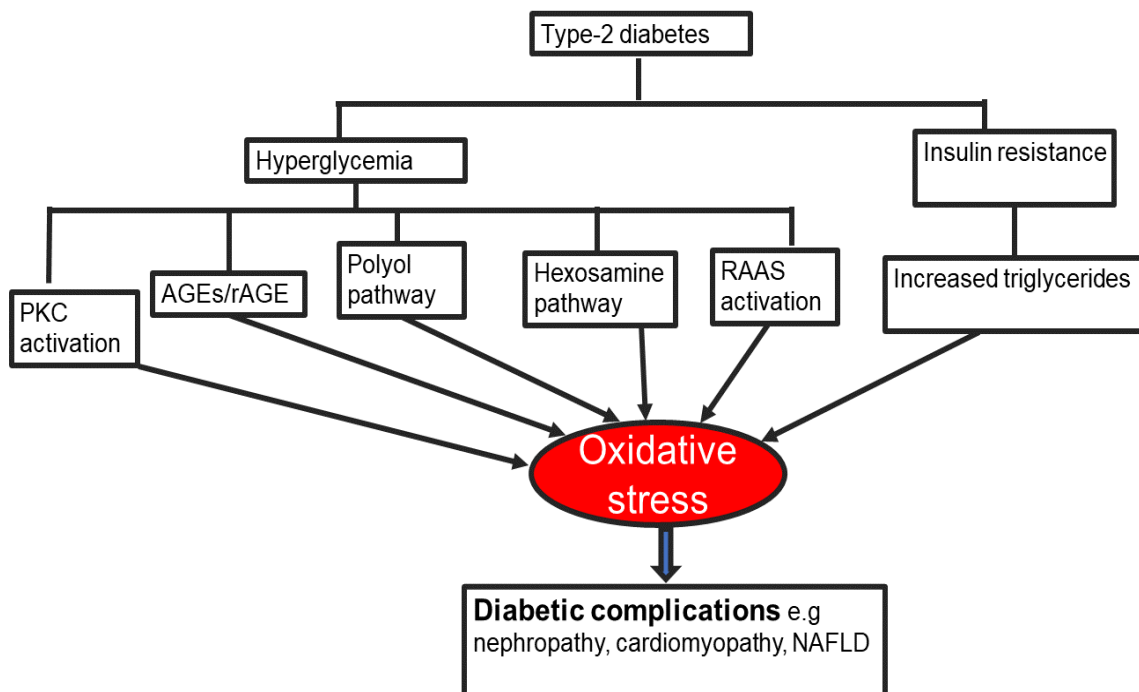 Type-2 diabetes
Hyperglycemia
Insulin resistance
PKC
activation
AGEs/rAGE
Polyol
pathway
Hexosamine
pathway
RAAS
activation
Increased triglycerides
Oxidative
stress
Diabetic complications e.g
nephropathy, cardiomyopathy, NAFLD